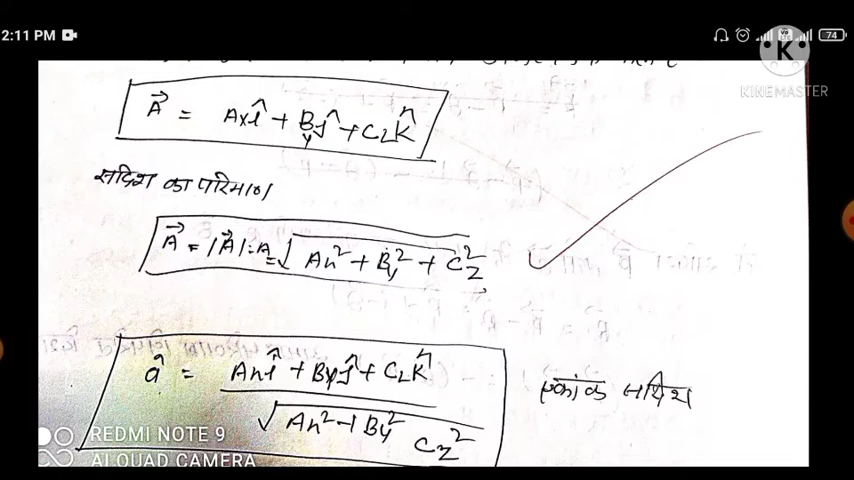 2:11 PM
74
K
KINEMASTER
A⃗ = Axî + Byĵ + Czk̂
सदिश का परिमाण
A⃗ = |A⃗| = A = √Ax² + By² + Cz²
â = Axî + Byĵ + Czk̂
√Ax² + By² Cz²
एकांक सदिश
REDMI NOTE 9
AI QUAD CAMERA